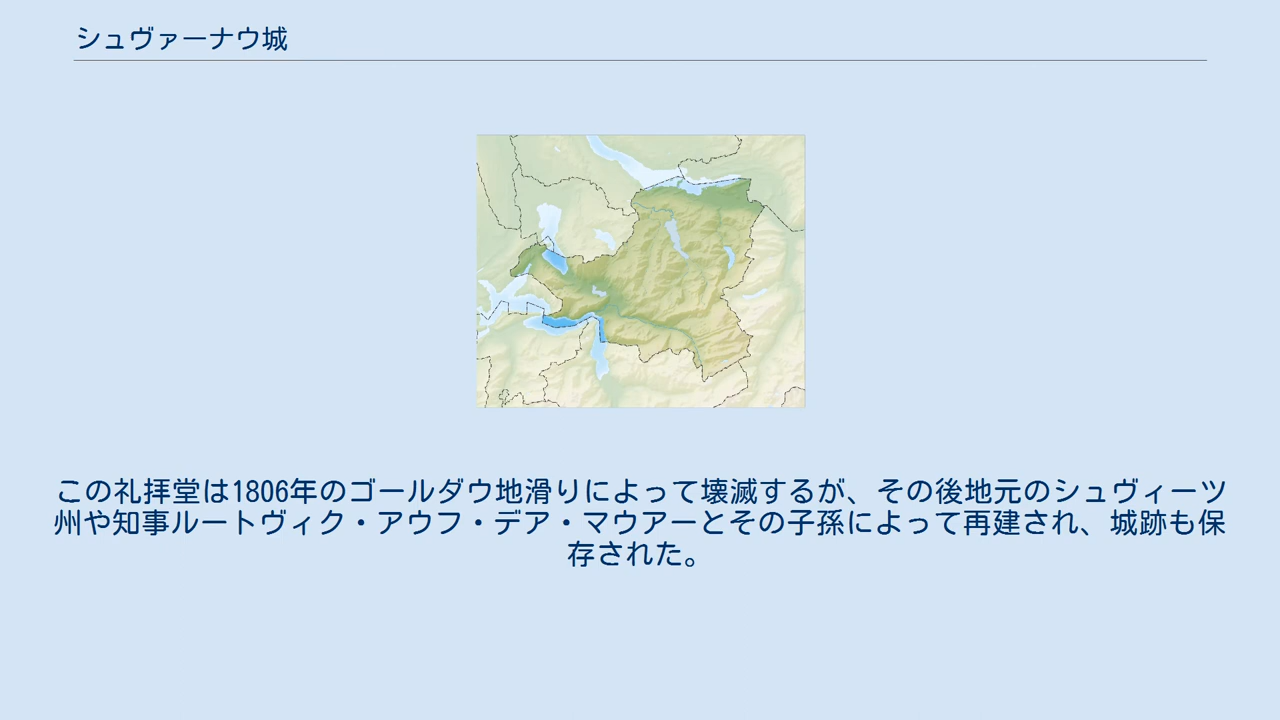 シュヴァーナウ城
この礼拝堂は1806年のゴールダウ地滑りによって壊滅するが、その後地元のシュヴィーツ
州や知事ルートヴィク・アウフ・デア・マウアーとその子孫によって再建され、城跡も保
存された。